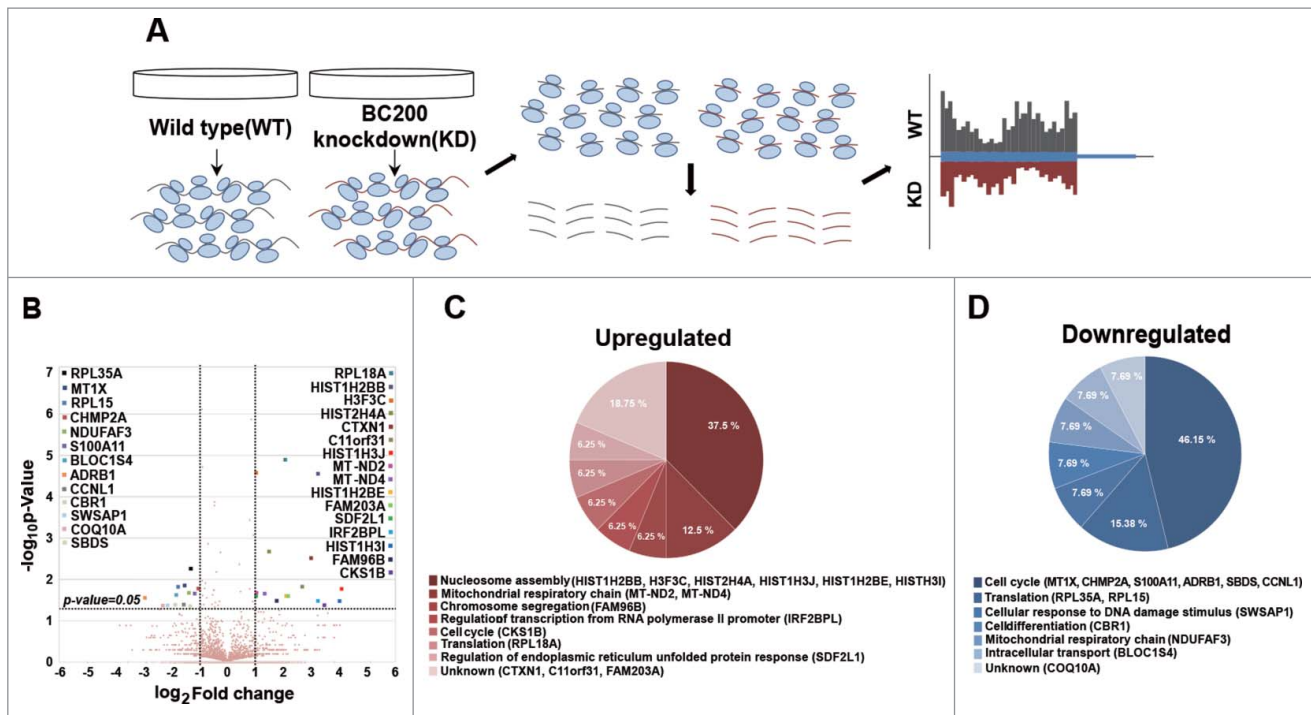 A
Wild type(WT)
BC200
knockdown(KD)
WT
KD
B
7
6
5
4
3
2
1
0
-log10p-Value
RPL35A
MT1X
RPL15
CHMP2A
NDUFAF3
S100A11
BLOC1S4
ADRB1
CCNL1
CBR1
SWSAP1
COQ10A
SBDS
RPL18A
HIST1H2BB
H3F3C
HIST2H4A
CTXN1
C11orf31
HIST1H3J
MT-ND2
MT-ND4
HIST1H2BE
FAM203A
SDF2L1
IRF2BPL
HIST1H3I
FAM96B
CKS1B
p-value=0.05
-6 -5 -4 -3 -2 -1 0 1 2 3 4 5 6
log2Fold change
C
Upregulated
37.5 %
12.5 %
6.25 %
6.25 %
6.25 %
6.25 %
6.25 %
18.75 %
Nucleosome assembly (HIST1H2BB, H3F3C, HIST2H4A, HIST1H3J, HIST1H2BE, HISTH3I)
Mitochondrial respiratory chain (MT-ND2, MT-ND4)
Chromosome segregation (FAM96B)
Regulation of transcription from RNA polymerase II promoter (IRF2BPL)
Cell cycle (CKS1B)
Translation (RPL18A)
Regulation of endoplasmic reticulum unfolded protein response (SDF2L1)
Unknown (CTXN1, C11orf31, FAM203A)
D
Downregulated
46.15 %
15.38 %
7.69 %
7.69 %
7.69 %
7.69 %
7.69 %
Cell cycle (MT1X, CHMP2A, S100A11, ADRB1, SBDS, CCNL1)
Translation (RPL35A, RPL15)
Cellular response to DNA damage stimulus (SWSAP1)
Celldifferentiation (CBR1)
Mitochondrial respiratory chain (NDUFAF3)
Intracellular transport (BLOC1S4)
Unknown (COQ10A)